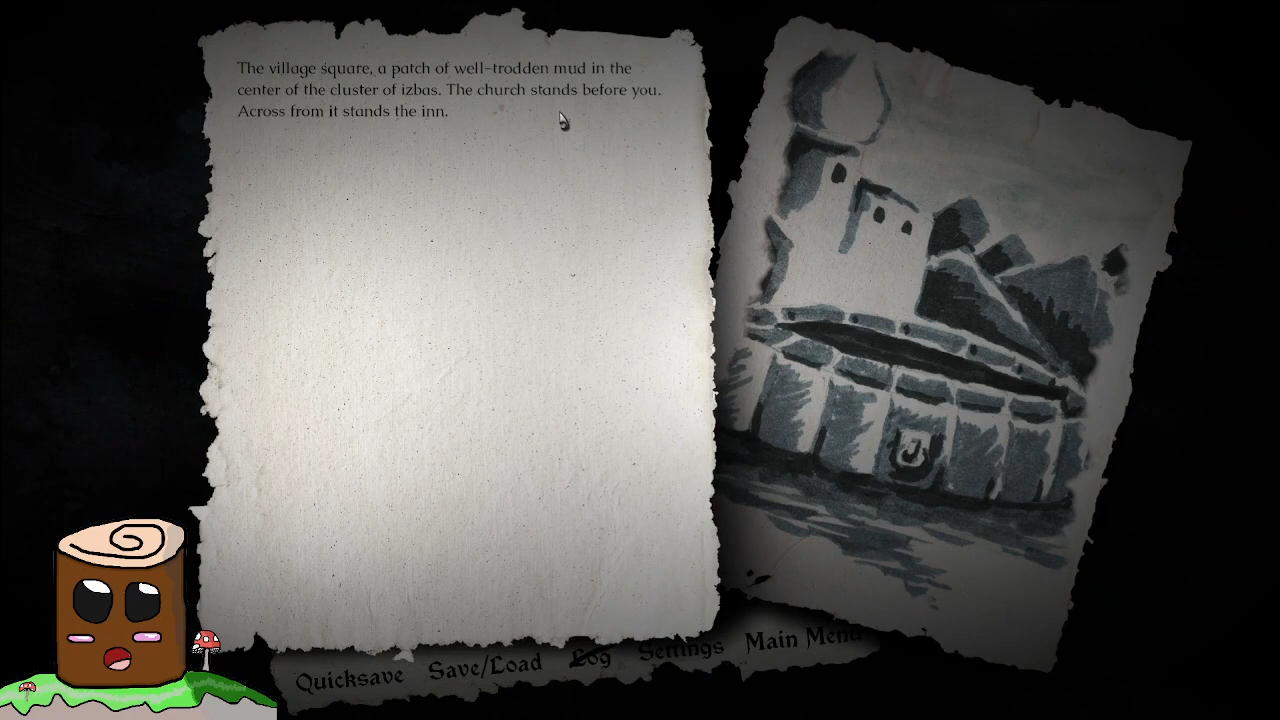 The village square, a patch of well-trodden mud in the
center of the cluster of izbas. The church stands before you.
Across from it stands the inn.
Quicksave Save/Load Log Settings Main Menu